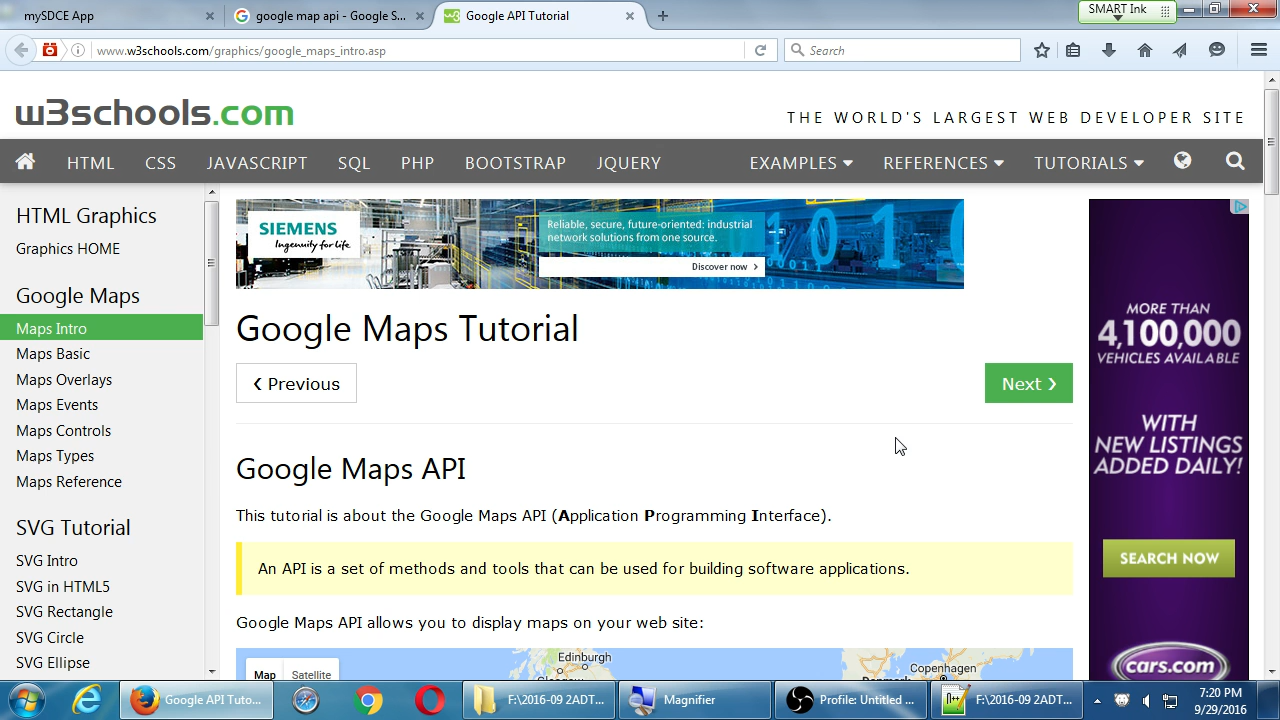 mySDCE App
google map api - Google S...
Google API Tutorial
SMART Ink
www.w3schools.com/graphics/google_maps_intro.asp
Search
w3schools.com
THE WORLD'S LARGEST WEB DEVELOPER SITE
HTML CSS JAVASCRIPT SQL PHP BOOTSTRAP JQUERY EXAMPLES REFERENCES TUTORIALS
HTML Graphics
Graphics HOME
Google Maps
Maps Intro
Maps Basic
Maps Overlays
Maps Events
Maps Controls
Maps Types
Maps Reference
SVG Tutorial
SVG Intro
SVG in HTML5
SVG Rectangle
SVG Circle
SVG Ellipse
SIEMENS
Ingenuity for life
Reliable, secure, future-oriented: industrial
network solutions from one source.
Discover now
Google Maps Tutorial
❮ Previous
Next ❯
Google Maps API
This tutorial is about the Google Maps API (Application Programming Interface).
An API is a set of methods and tools that can be used for building software applications.
Google Maps API allows you to display maps on your web site:
Map
Satellite
Edinburgh
Copenhagen
MORE THAN
4,100,000
VEHICLES AVAILABLE
WITH
NEW LISTINGS
ADDED DAILY!
SEARCH NOW
cars.com
Google API Tuto...
F:\2016-09 2ADT...
Magnifier
Profile: Untitled ...
F:\2016-09 2ADT...
7:20 PM
9/29/2016